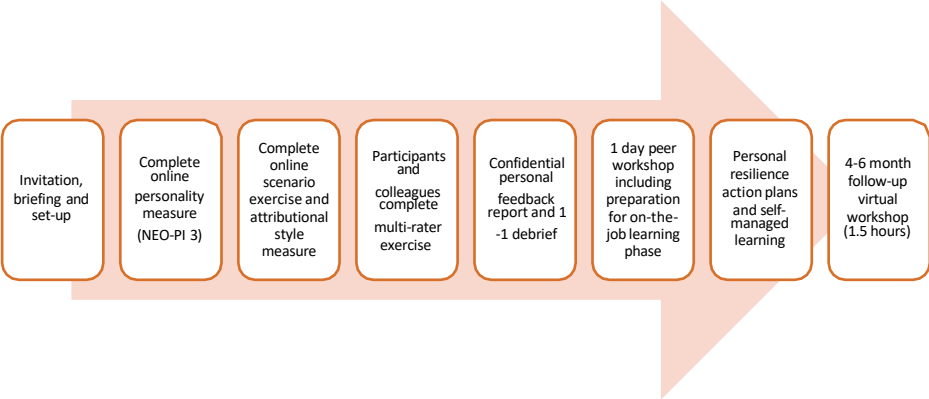 Invitation,
briefing and
set-up
Complete
online
personality
measure
(NEO-PI 3)
Complete
online
scenario
exercise and
attributional
style
measure
Participants
and
colleagues
complete
multi-rater
exercise
Confidential
personal
feedback
report and 1
-1 debrief
1 day peer
workshop
including
preparation
for on-the-
job learning
phase
Personal
resilience
action plans
and self-
managed
learning
4-6 month
follow-up
virtual
workshop
(1.5 hours)